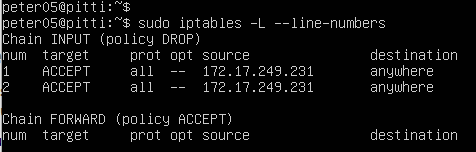 peter05@pitti:~$
peter05@pitti:~$ sudo iptables -L --line-numbers
Chain INPUT (policy DROP)
num  target     prot opt source               destination
1    ACCEPT     all  --  172.17.249.231       anywhere
2    ACCEPT     all  --  172.17.249.231       anywhere
Chain FORWARD (policy ACCEPT)
num  target     prot opt source               destination